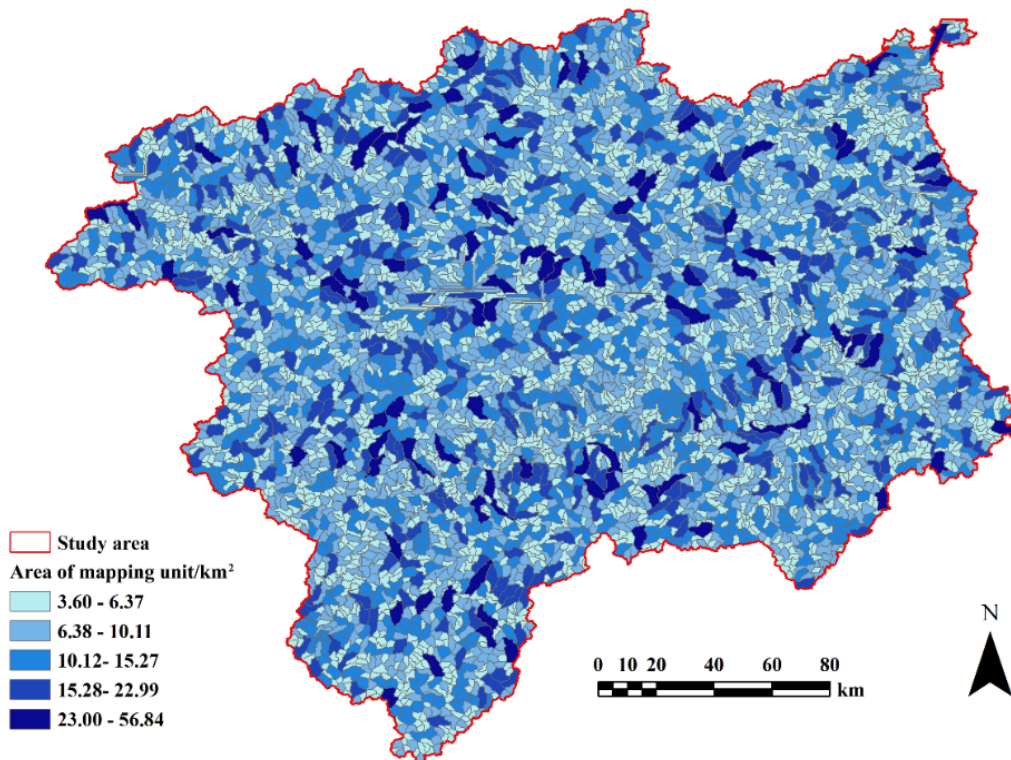 Study area
Area of mapping unit/km²
3.60 - 6.37
6.38 - 10.11
10.12- 15.27
15.28 - 22.99
23.00 - 56.84
0 10 20 40 60 80
km
N